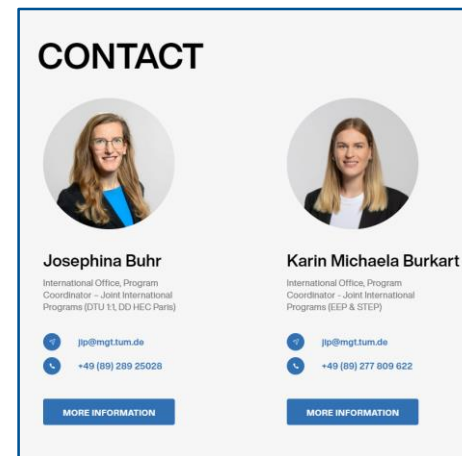 CONTACT
Josephina Buhr
International Office, Program
Coordinator – Joint International
Programs (DTU 1:1, DD HEC Paris)
jip@mgt.tum.de
+49 (89) 289 25028
MORE INFORMATION
Karin Michaela Burkart
International Office, Program
Coordinator - Joint International
Programs (EEP & STEP)
jip@mgt.tum.de
+49 (89) 277 809 622
MORE INFORMATION